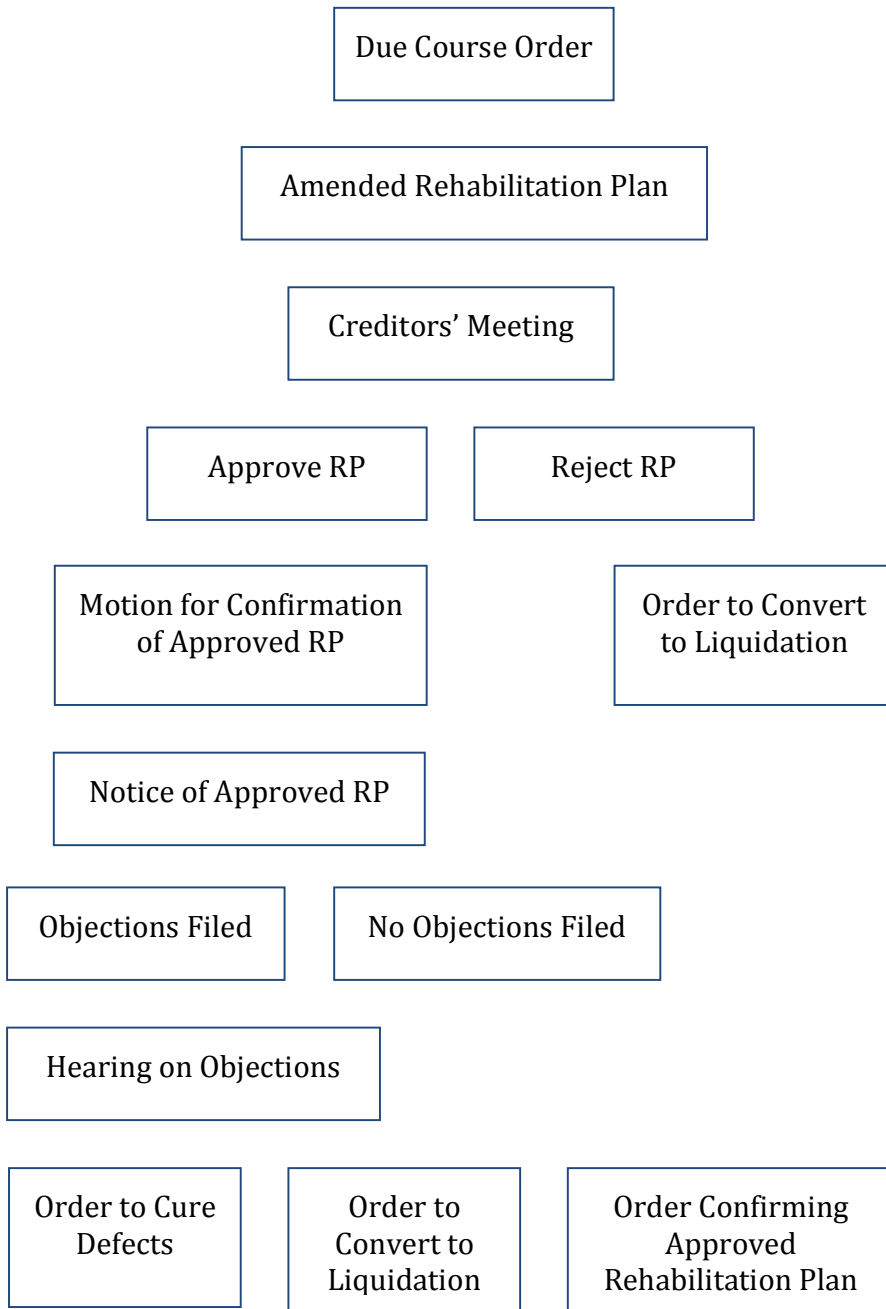 Due Course Order
Amended Rehabilitation Plan
Creditors’ Meeting
Approve RP
Reject RP
Motion for Confirmation
of Approved RP
Order to Convert
to Liquidation
Notice of Approved RP
Objections Filed
No Objections Filed
Hearing on Objections
Order to Cure
Defects
Order to
Convert to
Liquidation
Order Confirming
Approved
Rehabilitation Plan